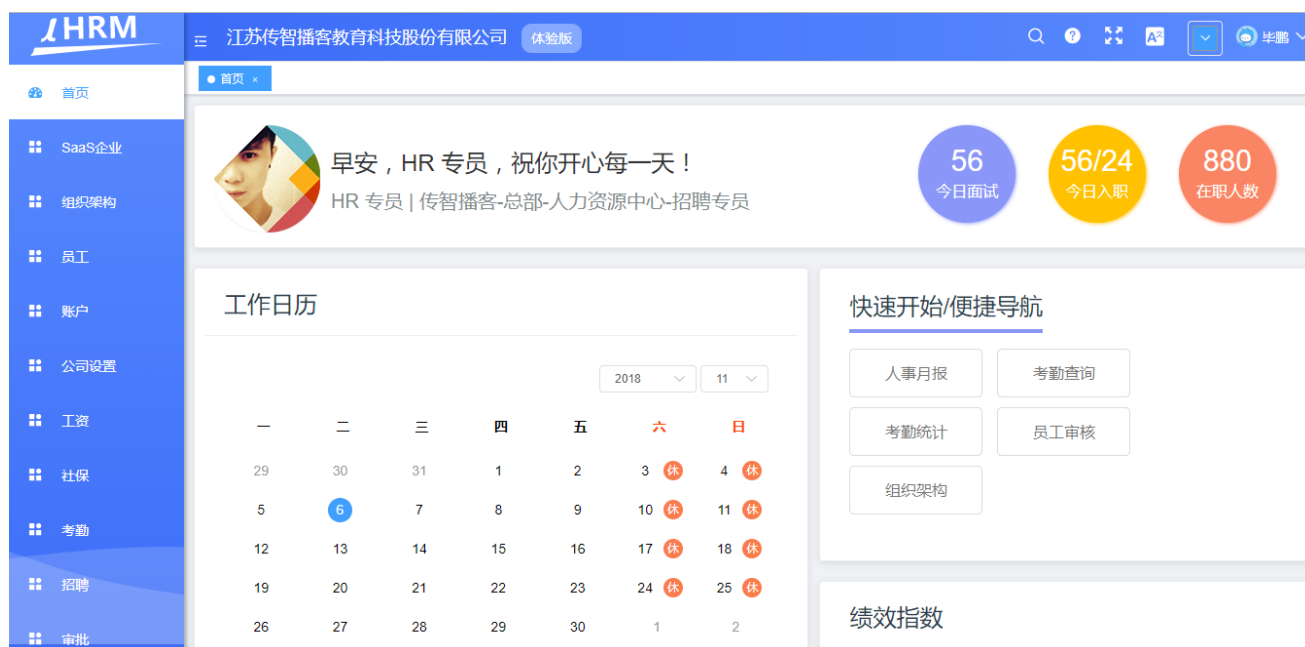 iHRM
江苏传智播客教育科技股份有限公司 体验版
毕鹏
首页 ×
首页
SaaS企业
组织架构
员工
账户
公司设置
工资
社保
考勤
招聘
审批
早安，HR 专员，祝你开心每一天！
HR 专员 | 传智播客-总部-人力资源中心-招聘专员
56
今日面试
56/24
今日入职
880
在职人数
工作日历
2018 11
一 二 三 四 五 六 日
29 30 31 1 2 3 休 4 休
5 6 7 8 9 10 休 11 休
12 13 14 15 16 17 休 18 休
19 20 21 22 23 24 休 25 休
26 27 28 29 30 1 2
快速开始/便捷导航
人事月报 考勤查询
考勤统计 员工审核
组织架构
绩效指数